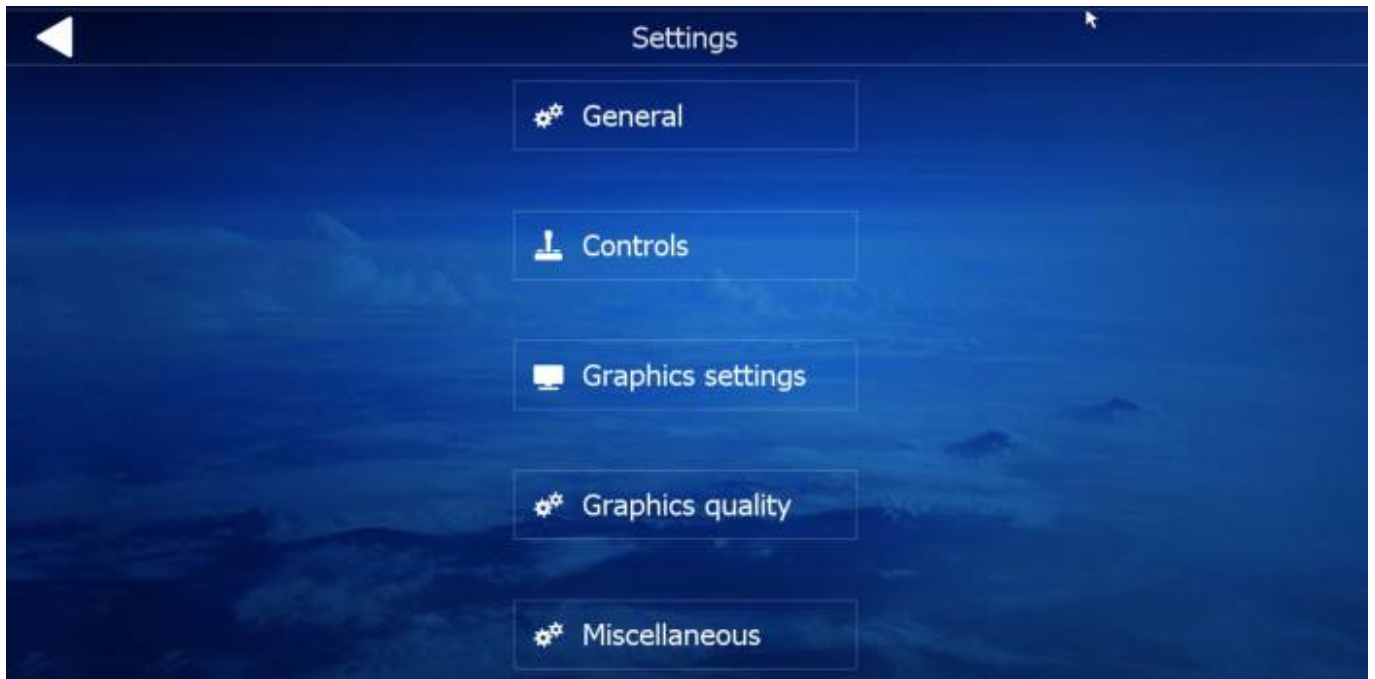 Settings
General
Controls
Graphics settings
Graphics quality
Miscellaneous